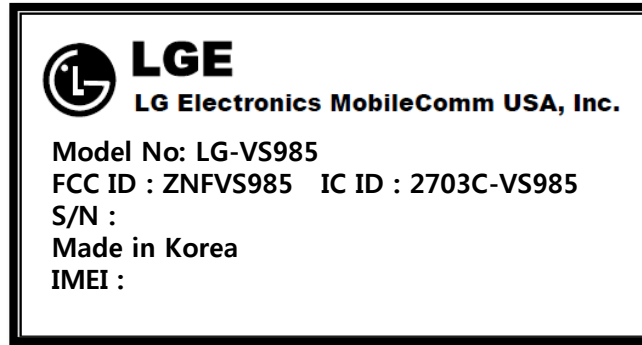 LGE
LG Electronics MobileComm USA, Inc.
Model No: LG-VS985
FCC ID : ZNFVS985   IC ID : 2703C-VS985
S/N :
Made in Korea
IMEI :